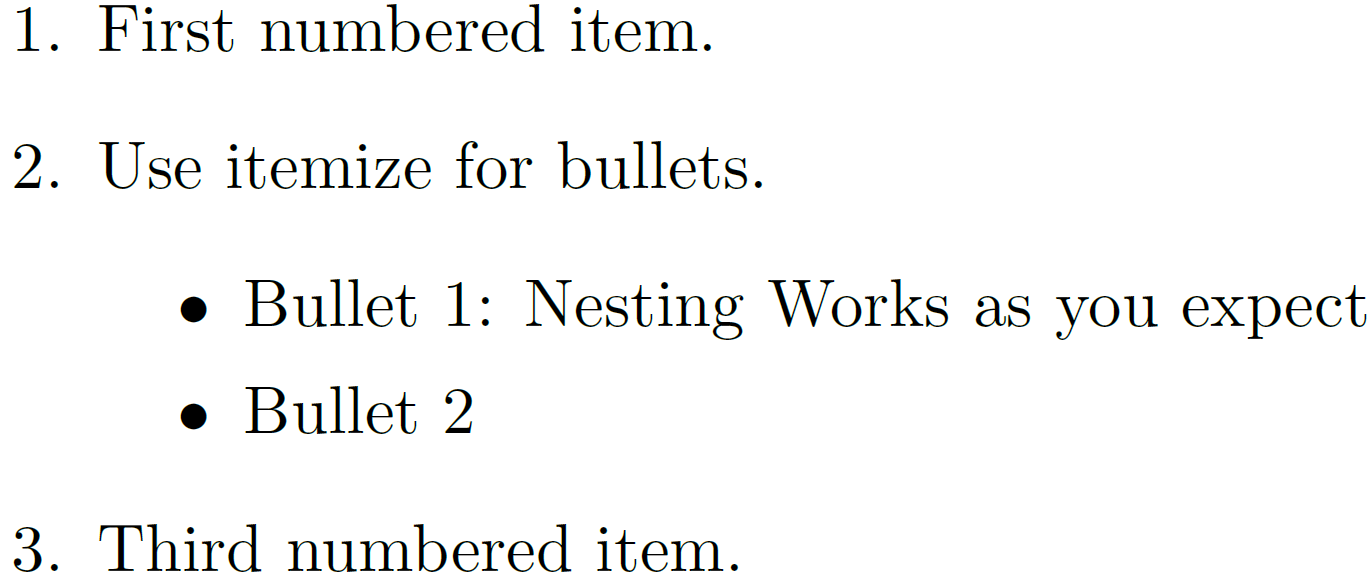 1. First numbered item.
2. Use itemize for bullets.
• Bullet 1: Nesting Works as you expect
• Bullet 2
3. Third numbered item.